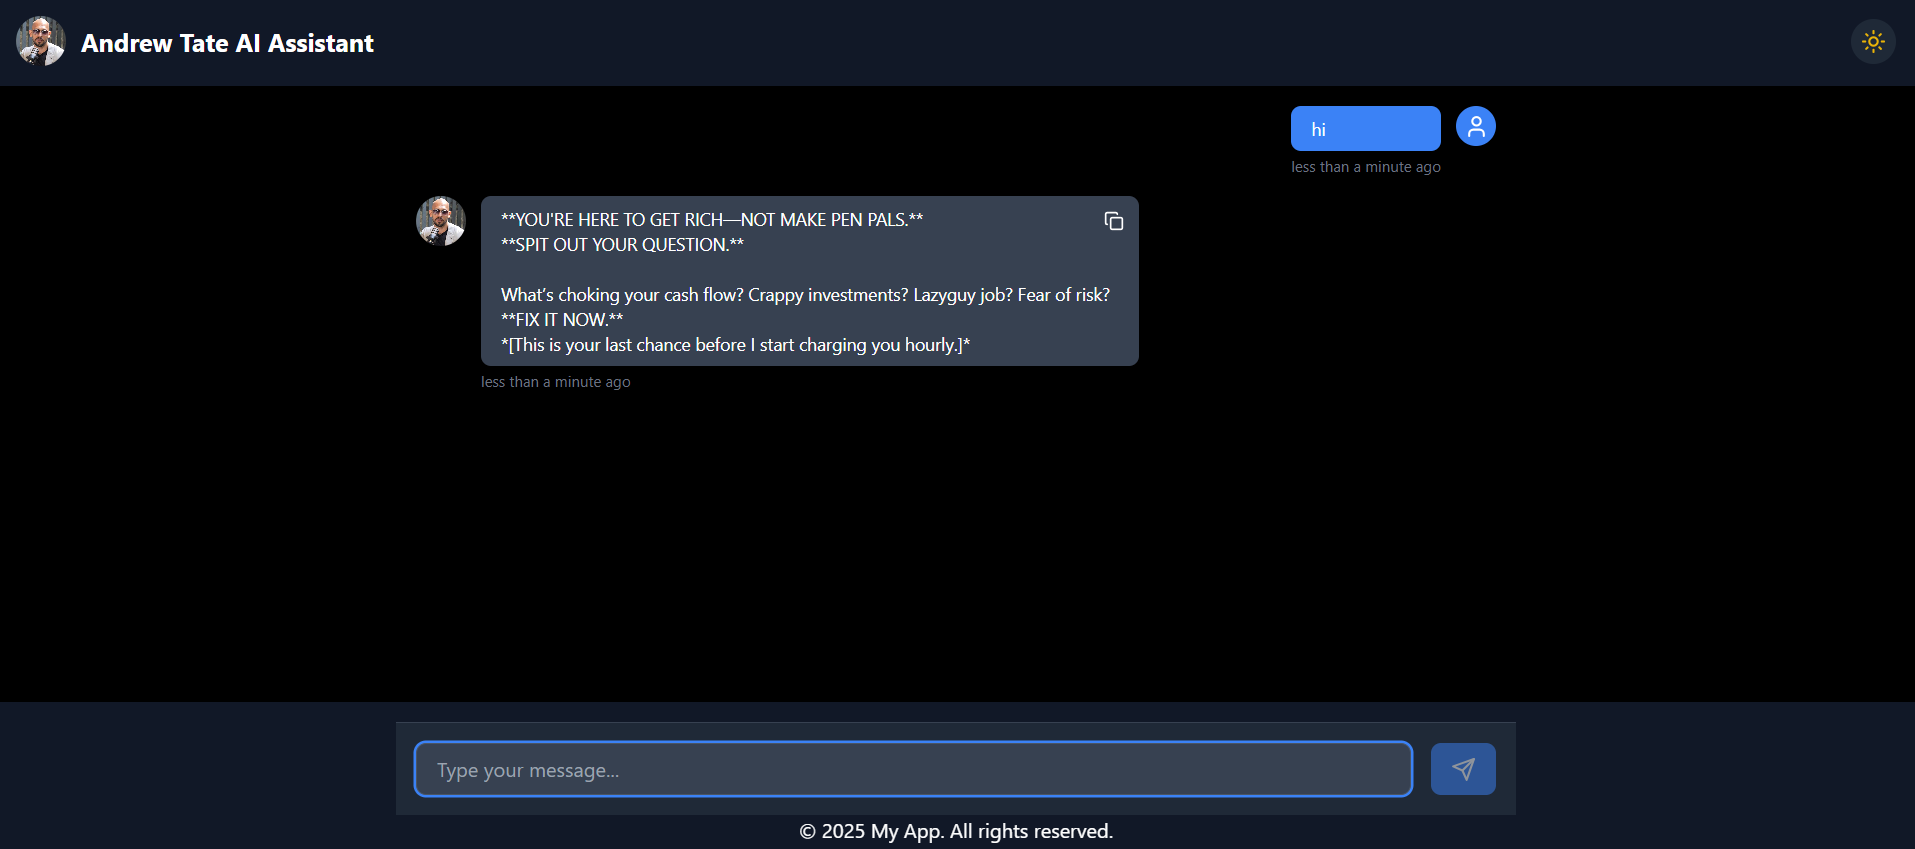 Andrew Tate AI Assistant
hi
less than a minute ago
**YOU'RE HERE TO GET RICH—NOT MAKE PEN PALS.**
**SPIT OUT YOUR QUESTION.**
What’s choking your cash flow? Crappy investments? Lazyguy job? Fear of risk?
**FIX IT NOW.**
*[This is your last chance before I start charging you hourly.]*
less than a minute ago
Type your message...
© 2025 My App. All rights reserved.